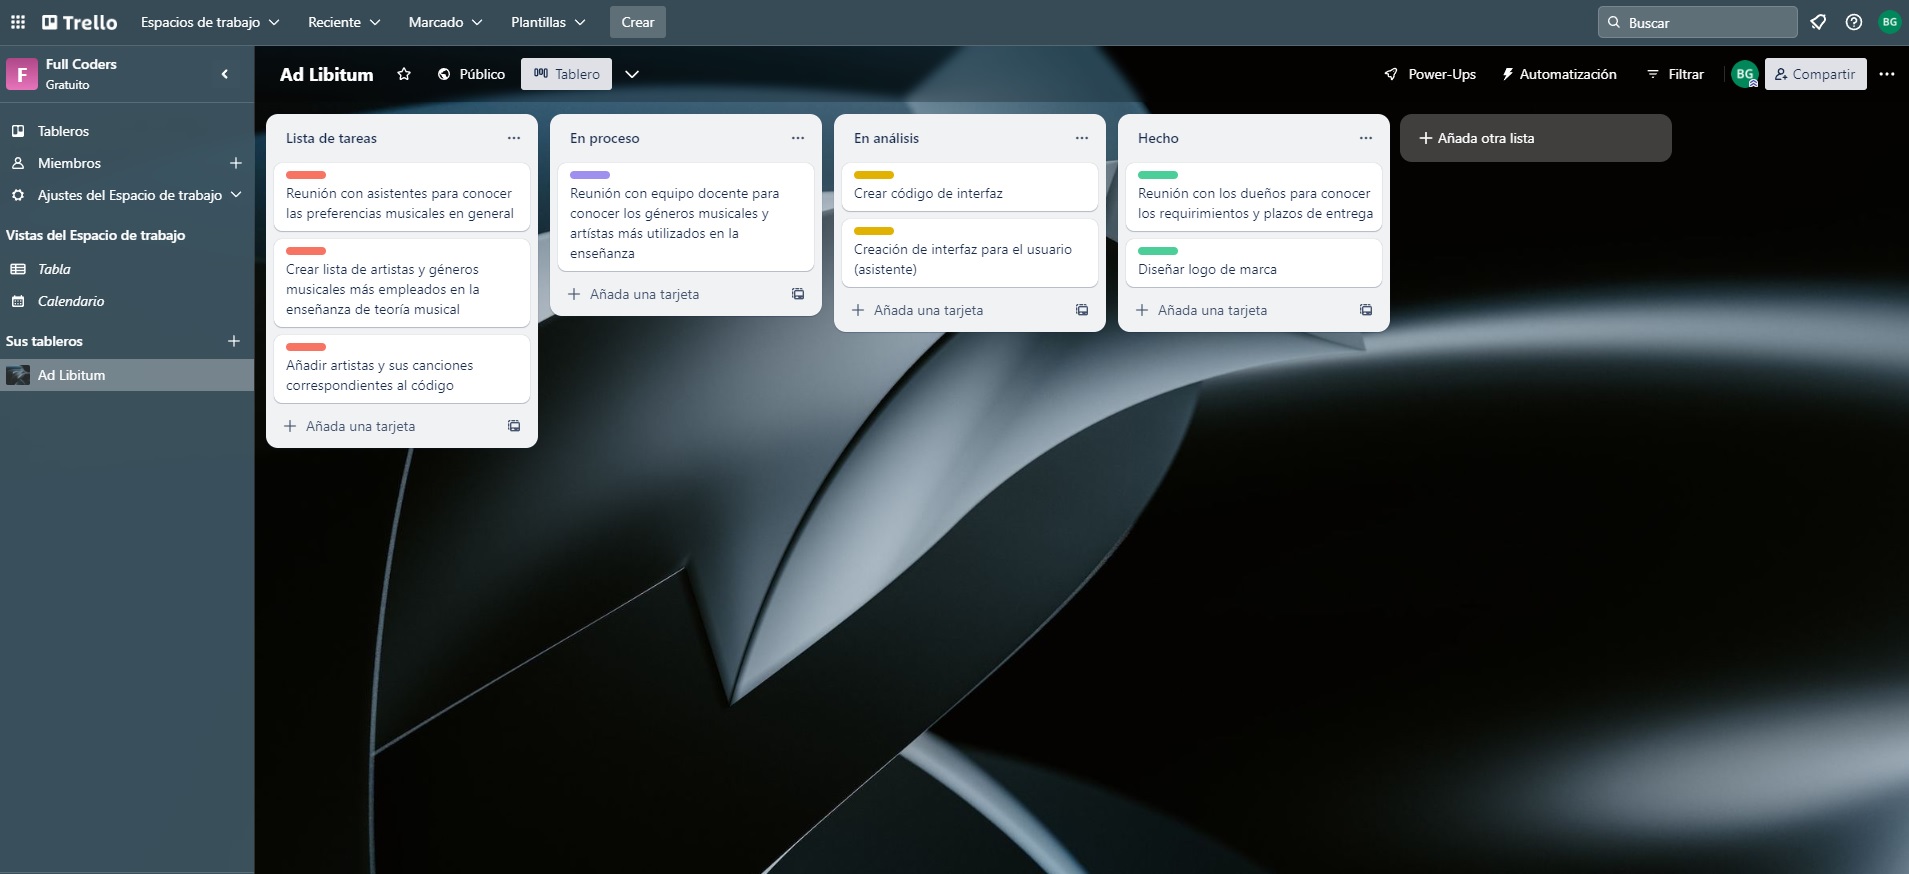 Trello
Espacios de trabajo
Reciente
Marcado
Plantillas
Crear
Buscar
BG
F
Full Coders
Gratuito
Ad Libitum
Público
Tablero
Power-Ups
Automatización
Filtrar
BG
Compartir
Tableros
Miembros
Ajustes del Espacio de trabajo
Vistas del Espacio de trabajo
Tabla
Calendario
Sus tableros
Ad Libitum
Lista de tareas
Reunión con asistentes para conocer
las preferencias musicales en general
Crear lista de artistas y géneros
musicales más empleados en la
enseñanza de teoría musical
Añadir artistas y sus canciones
correspondientes al código
Añada una tarjeta
En proceso
Reunión con equipo docente para
conocer los géneros musicales y
artístas más utilizados en la
enseñanza
Añada una tarjeta
En análisis
Crear código de interfaz
Creación de interfaz para el usuario
(asistente)
Añada una tarjeta
Hecho
Reunión con los dueños para conocer
los requirimientos y plazos de entrega
Diseñar logo de marca
Añada una tarjeta
Añada otra lista